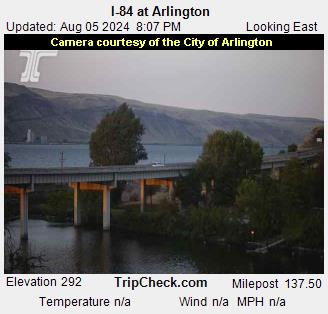 I-84 at Arlington
Updated: Aug 05 2024 8:07 PM Looking East
Camera courtesy of the City of Arlington
Elevation 292 TripCheck.com Milepost 137.50
Temperature n/a Wind n/a MPH n/a